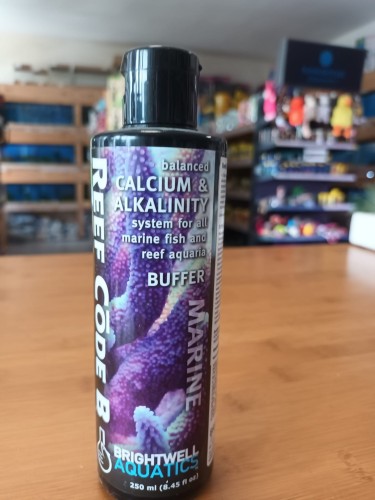 balanced
CALCIUM &
ALKALINITY
system for all
marine fish and
reef aquaria
BUFFER
MARINE
REEF CODE B
BRIGHTWELL
AQUATICS
250 ml (8.45 fl oz)